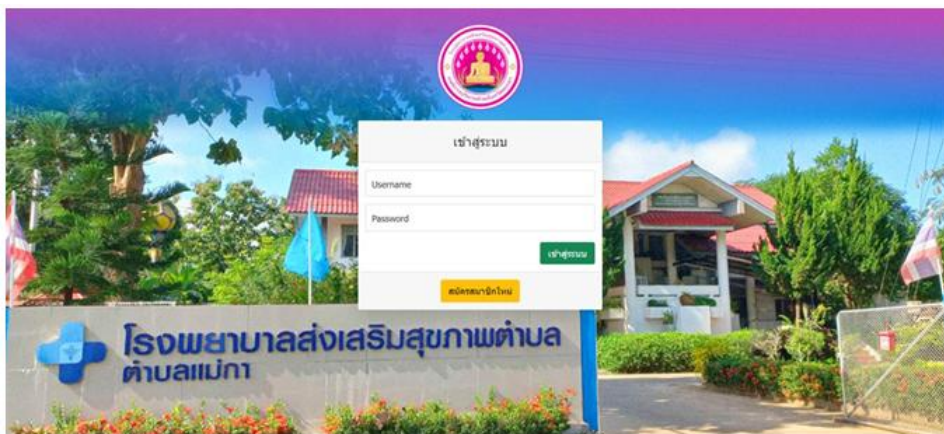 เข้าสู่ระบบ
Username
Password
เข้าสู่ระบบ
สมัครสมาชิกใหม่
โรงพยาบาลส่งเสริมสุขภาพตำบล
ตำบลแม่กา